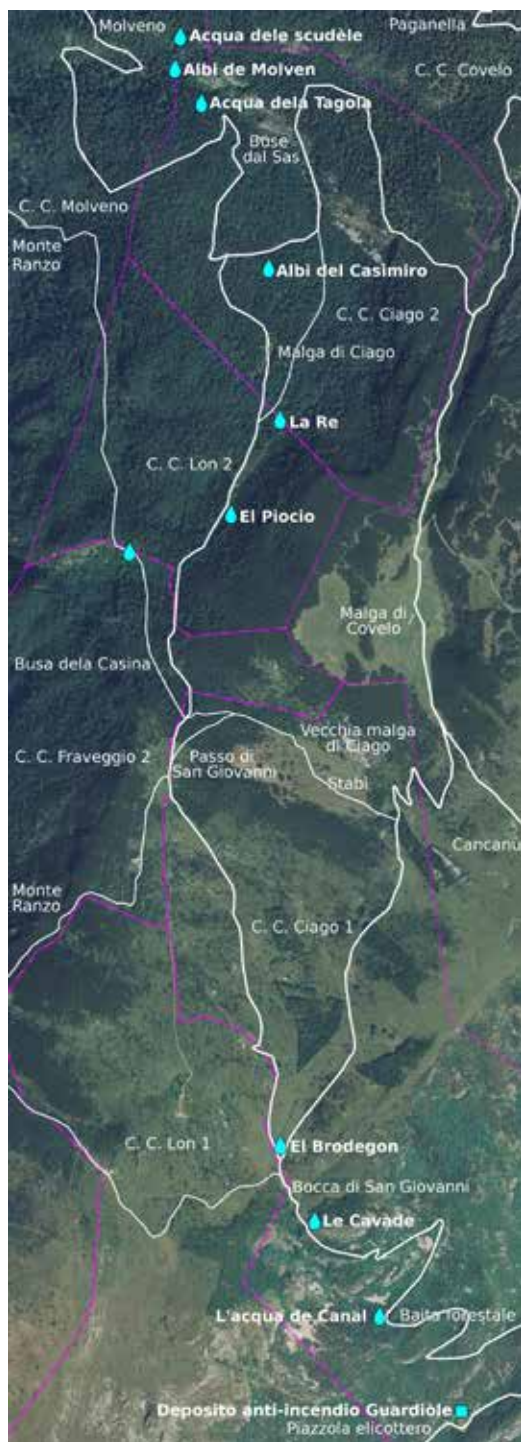 Molveno
Paganella
Acqua dele scudèle
Albi de Molven
C. C. Covelo
Acqua dela Tagola
Buse
dal Sas
C. C. Molveno
Monte
Ranzo
Albi del Casimiro
C. C. Ciago 2
Malga di Ciago
La Re
C. C. Lon 2
El Piocio
Malga di
Covelo
Busa dela Casina
Vecchia malga
di Ciago
C. C. Fraveggio 2
Passo di
San Giovanni
Stabi
Cancanu
Monte
Ranzo
C. C. Ciago 1
C. C. Lon 1
El Brodegon
Bocca di San Giovanni
Le Cavade
L'acqua de Canal
Baita forestale
Deposito anti-incendio Guardiole
Piazzola elicottero